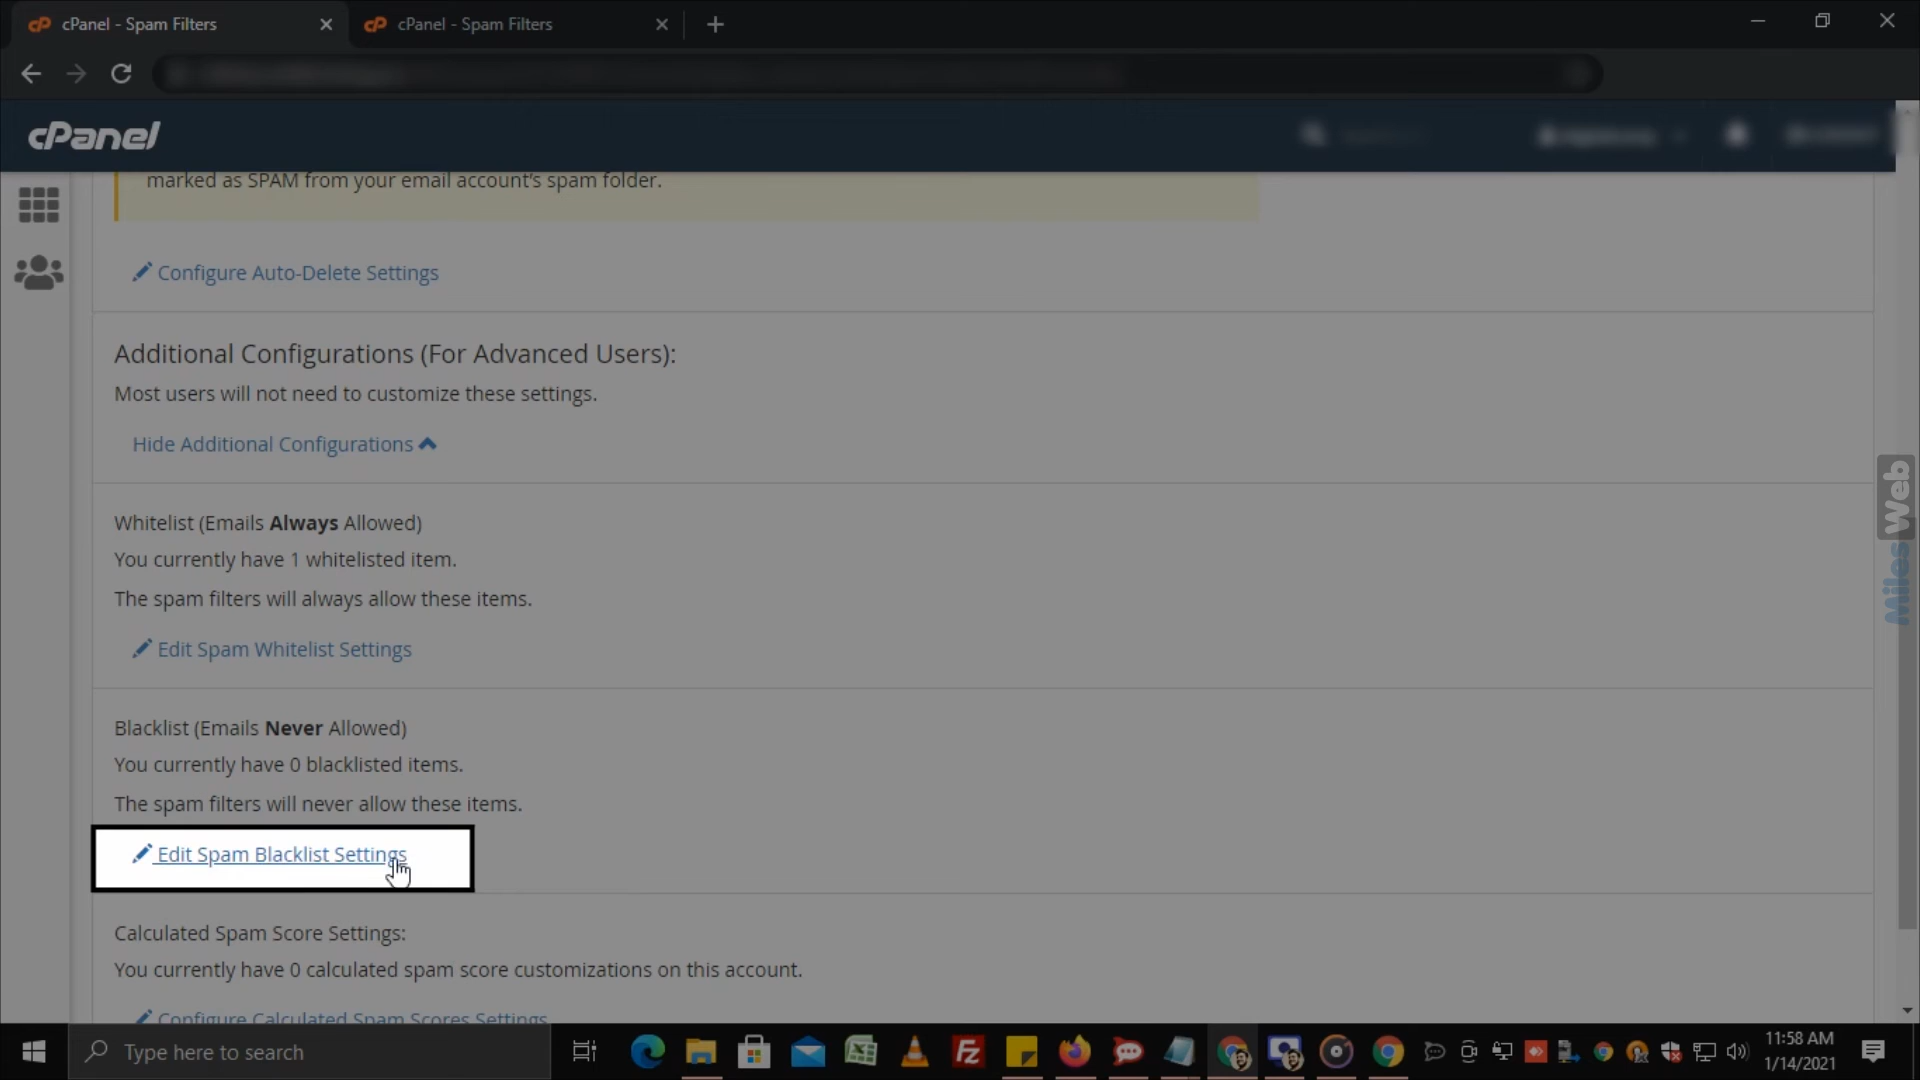 cPanel - Spam Filters
cPanel - Spam Filters
cPanel
marked as SPAM from your email account's spam folder.
Configure Auto-Delete Settings
Additional Configurations (For Advanced Users):
Most users will not need to customize these settings.
Hide Additional Configurations
Whitelist (Emails Always Allowed)
You currently have 1 whitelisted item.
The spam filters will always allow these items.
Edit Spam Whitelist Settings
Blacklist (Emails Never Allowed)
You currently have 0 blacklisted items.
The spam filters will never allow these items.
Edit Spam Blacklist Settings
Calculated Spam Score Settings:
You currently have 0 calculated spam score customizations on this account.
Configure Calculated Spam Scores Settings
MilesWeb
Type here to search
11:58 AM
1/14/2021